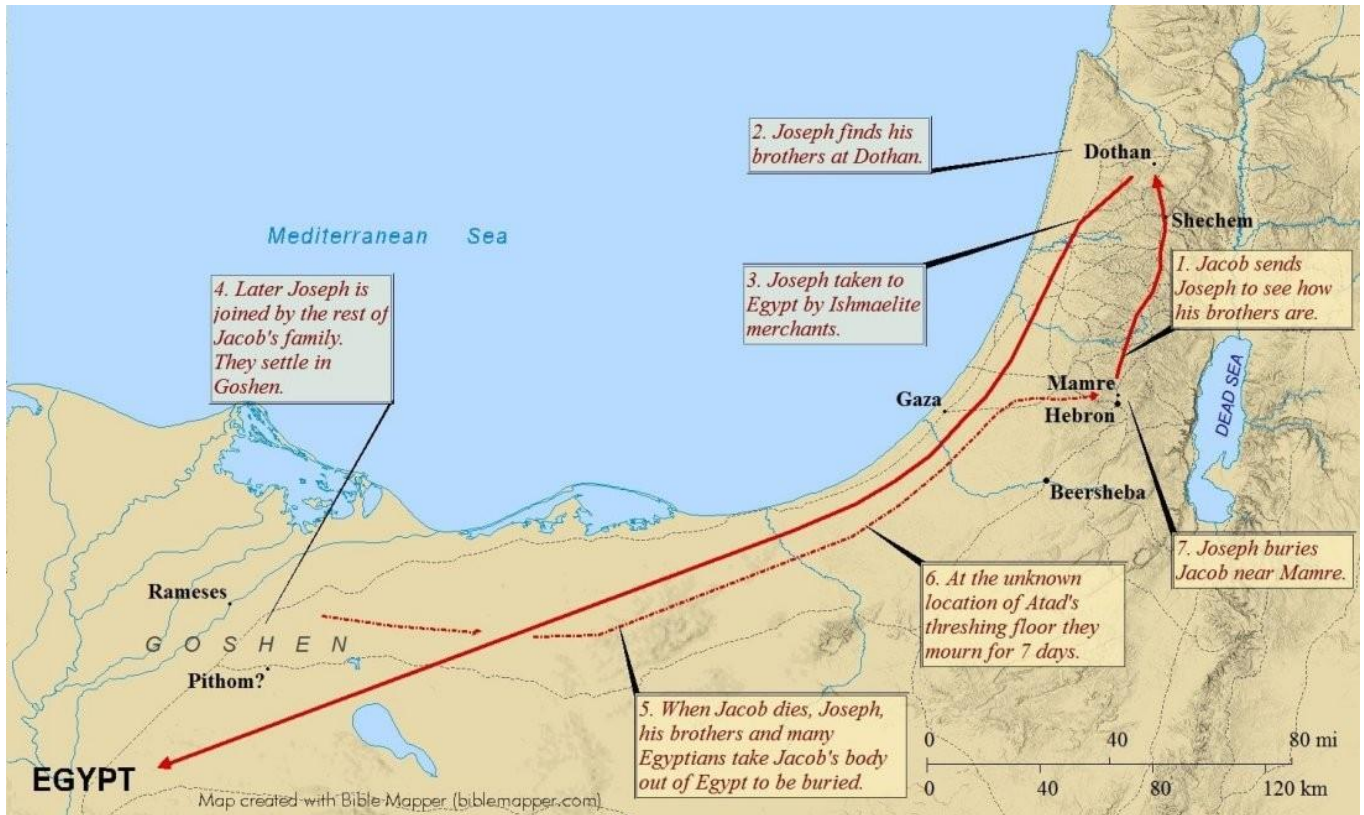 2. Joseph finds his
brothers at Dothan.
Dothan
Shechem
Mediterranean Sea
4. Later Joseph is
joined by the rest of
Jacob's family.
They settle in
Goshen.
3. Joseph taken to
Egypt by Ishmaelite
merchants.
1. Jacob sends
Joseph to see how
his brothers are.
Gaza
Mamre
Hebron
DEAD SEA
Beersheba
7. Joseph buries
Jacob near Mamre.
6. At the unknown
location of Atad's
threshing floor they
mourn for 7 days.
Rameses
GOSHEN
Pithom?
5. When Jacob dies, Joseph,
his brothers and many
Egyptians take Jacob's body
out of Egypt to be buried.
0 40 80 mi
0 80 120 km
EGYPT
Map created with Bible Mapper (biblemapper.com)